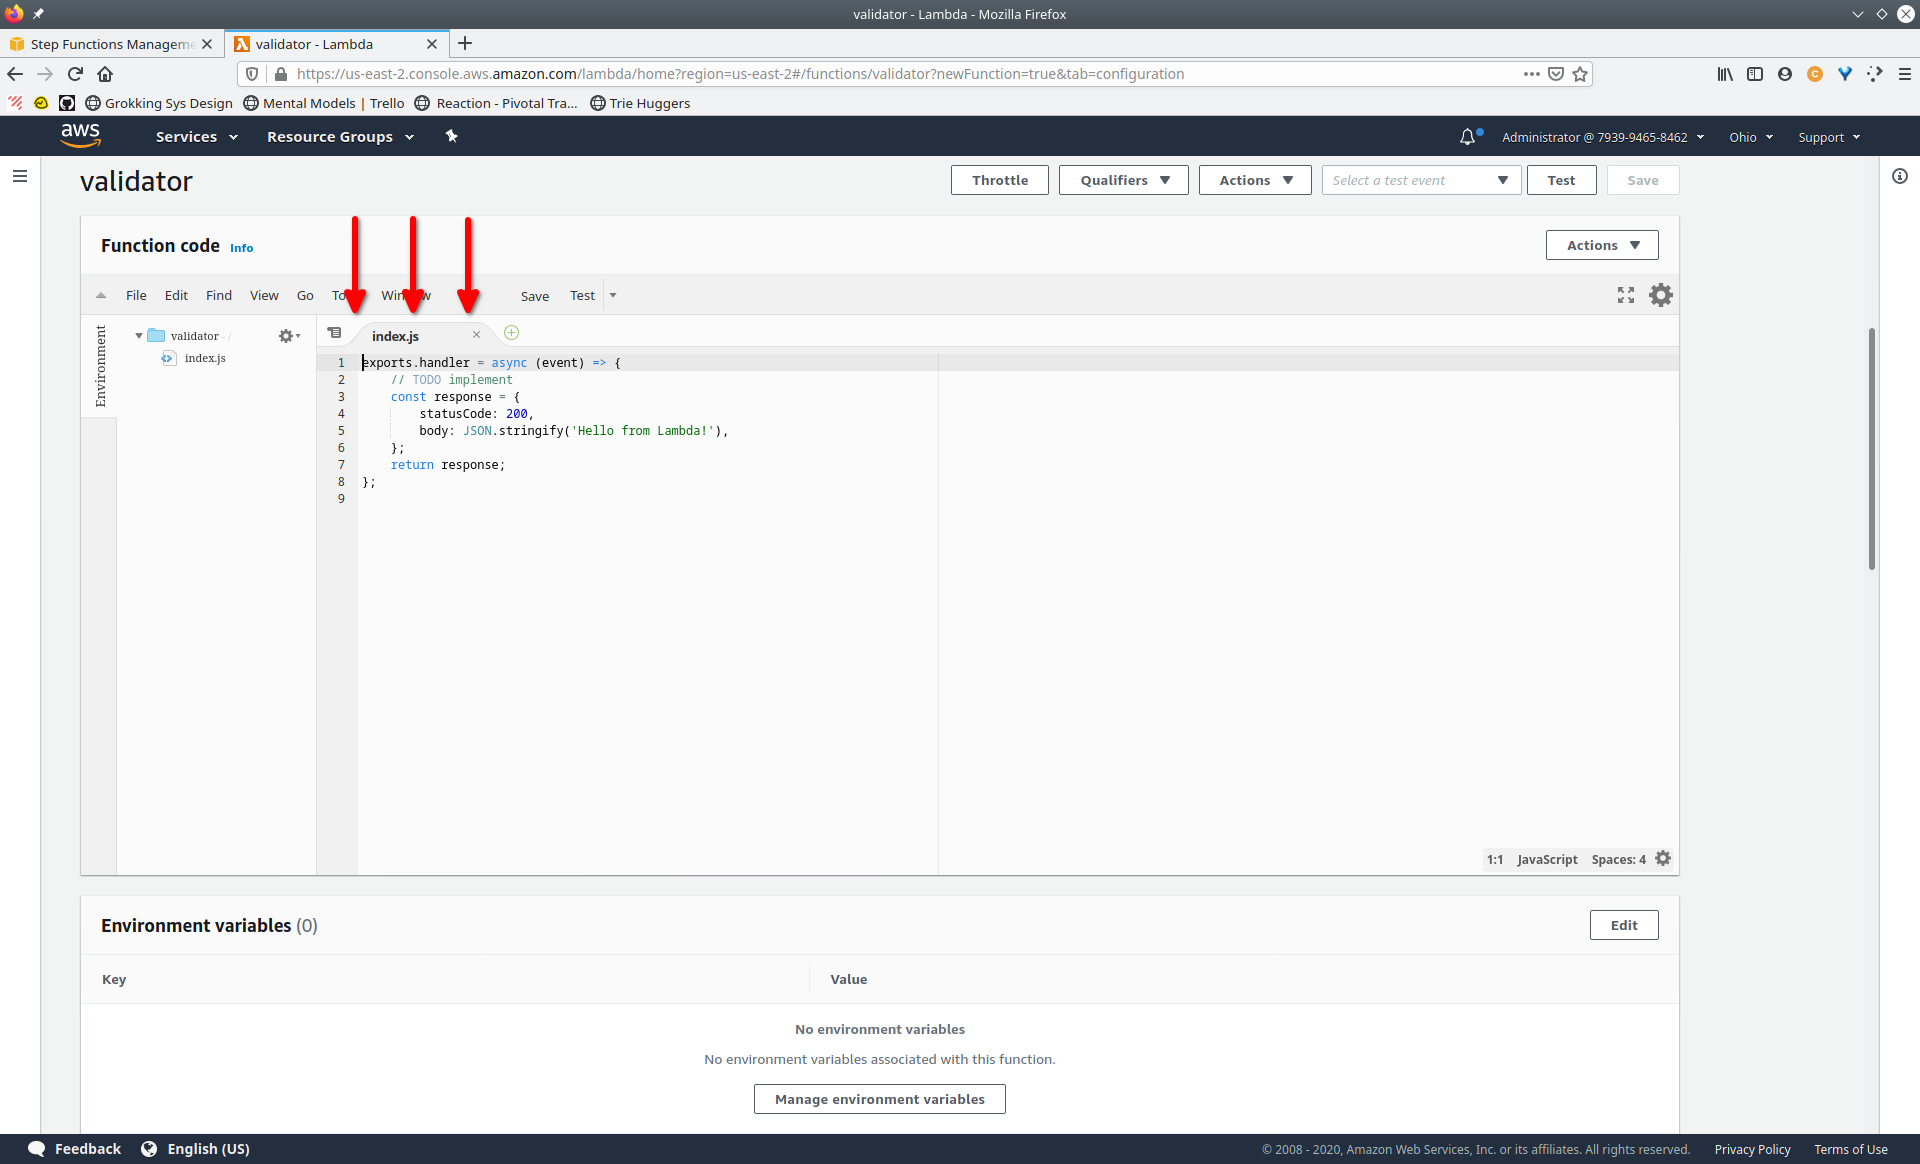 validator - Lambda - Mozilla Firefox
Step Functions Manageme
validator - Lambda
https://us-east-2.console.aws.amazon.com/lambda/home?region=us-east-2#/functions/validator?newFunction=true&tab=configuration
Grokking Sys Design
Mental Models | Trello
Reaction - Pivotal Tra...
Trie Huggers
aws
Services
Resource Groups
Administrator @ 7939-9465-8462
Ohio
Support
validator
Throttle
Qualifiers
Actions
Select a test event
Test
Save
Function code Info
Actions
File Edit Find View Go
Save Test
Environment
validator - /
index.js
index.js
1 exports.handler = async (event) => {
2 // TODO implement
3 const response = {
4 statusCode: 200,
5 body: JSON.stringify('Hello from Lambda!'),
6 };
7 return response;
8 };
9
1:1 JavaScript Spaces: 4
Environment variables (0)
Edit
Key
Value
No environment variables
No environment variables associated with this function.
Manage environment variables
Feedback
English (US)
© 2008 - 2020, Amazon Web Services, Inc. or its affiliates. All rights reserved.
Privacy Policy
Terms of Use